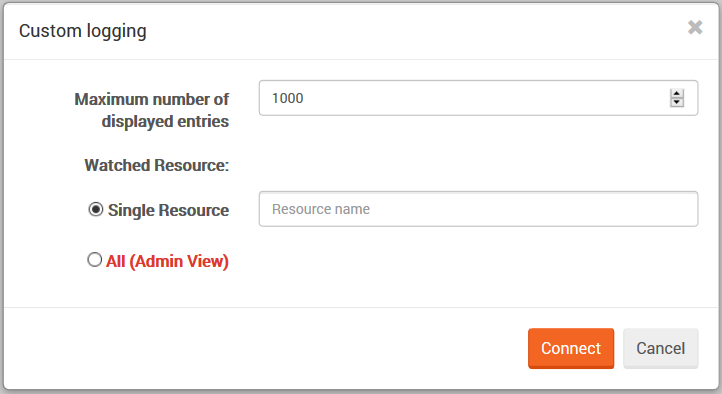 Custom logging
Maximum number of
displayed entries
1000
Watched Resource:
Single Resource
Resource name
All (Admin View)
Connect
Cancel